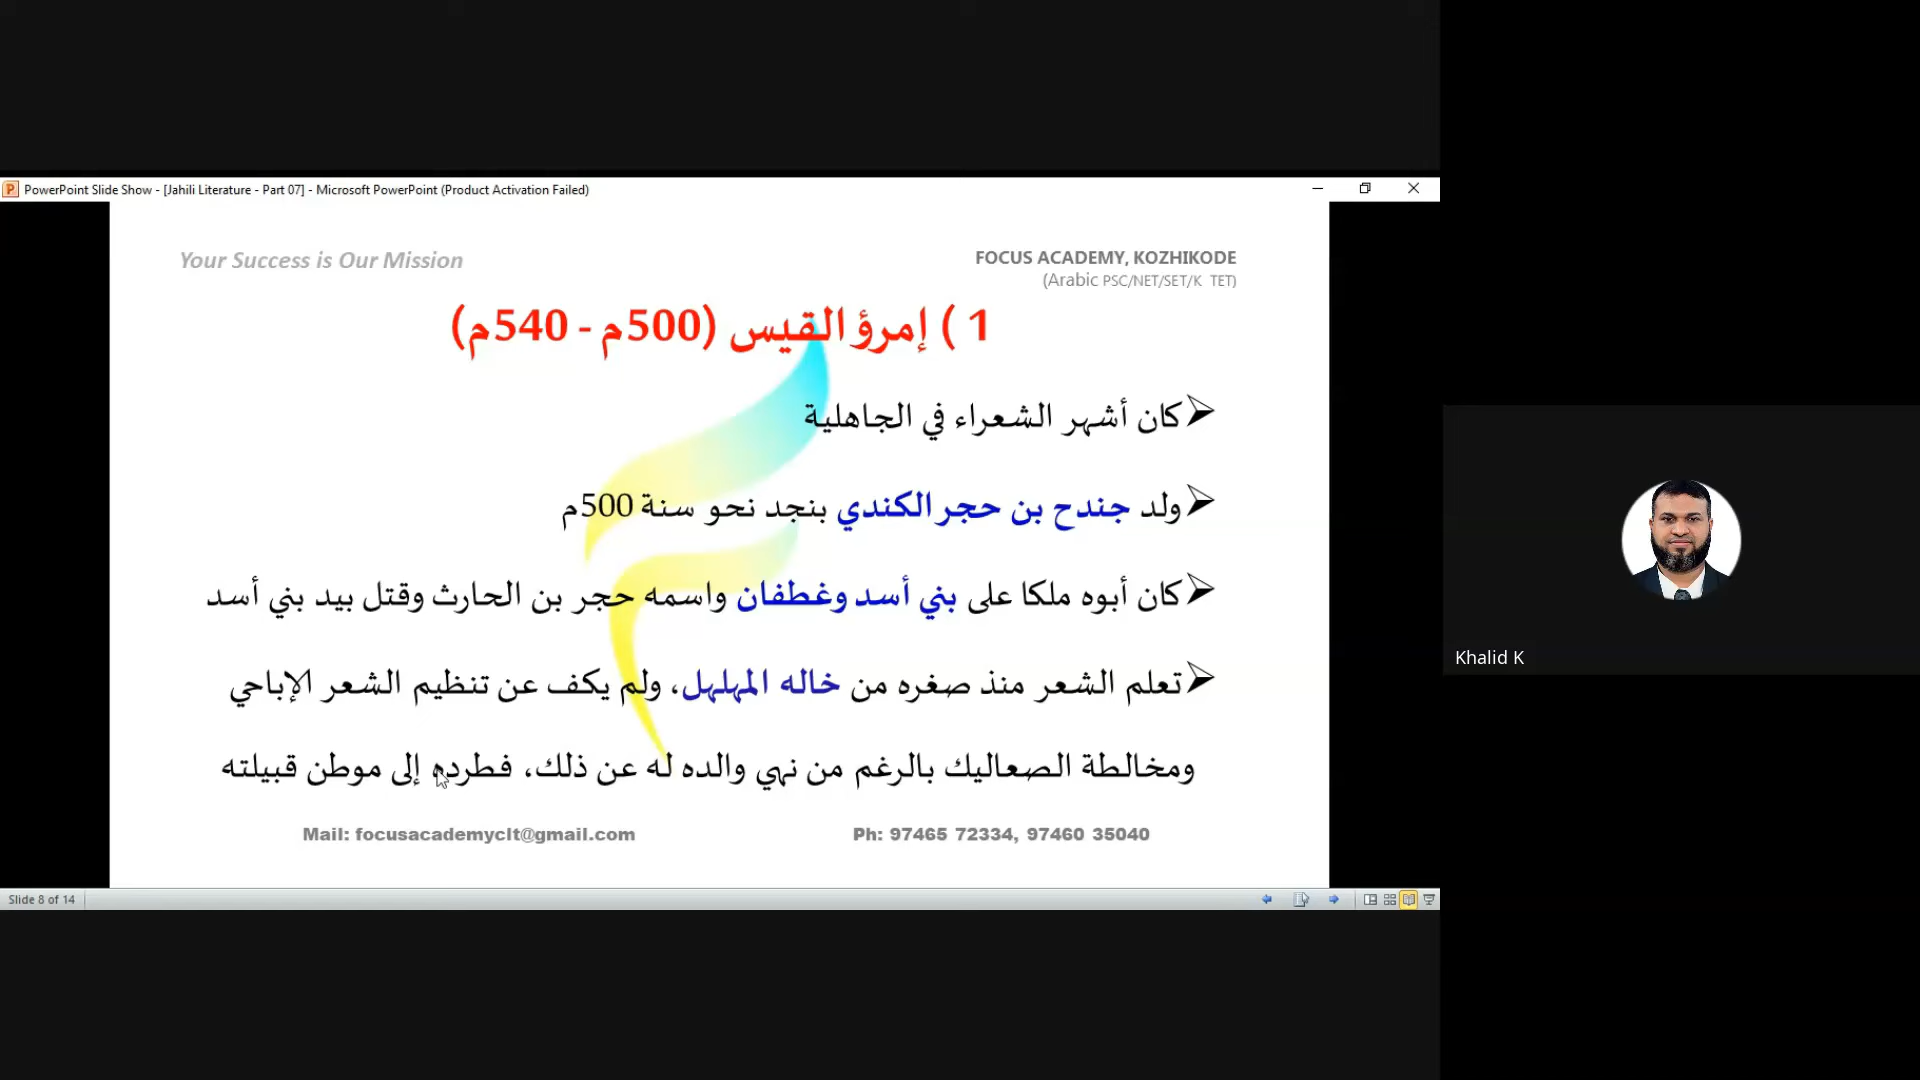 PowerPoint Slide Show - [Jahili Literature - Part 07] - Microsoft PowerPoint (Product Activation Failed)
Your Success is Our Mission
FOCUS ACADEMY, KOZHIKODE
(Arabic PSC/NET/SET/K TET)
1 ) إمرؤ القيس (500م - 540م)
كان أشهر الشعراء في الجاهلية
ولد جندح بن حجر الكندي بنجد نحو سنة 500م
كان أبوه ملكا على بني أسد وغطفان واسمه حجر بن الحارث وقتل بيد بني أسد
تعلم الشعر منذ صغره من خاله المهلهل، ولم يكف عن تنظيم الشعر الإباحي
ومخالطة الصعاليك بالرغم من نهي والده له عن ذلك، فطرده إلى موطن قبيلته
Mail: focusacademyclt@gmail.com
Ph: 97465 72334, 97460 35040
Slide 8 of 14
Khalid K